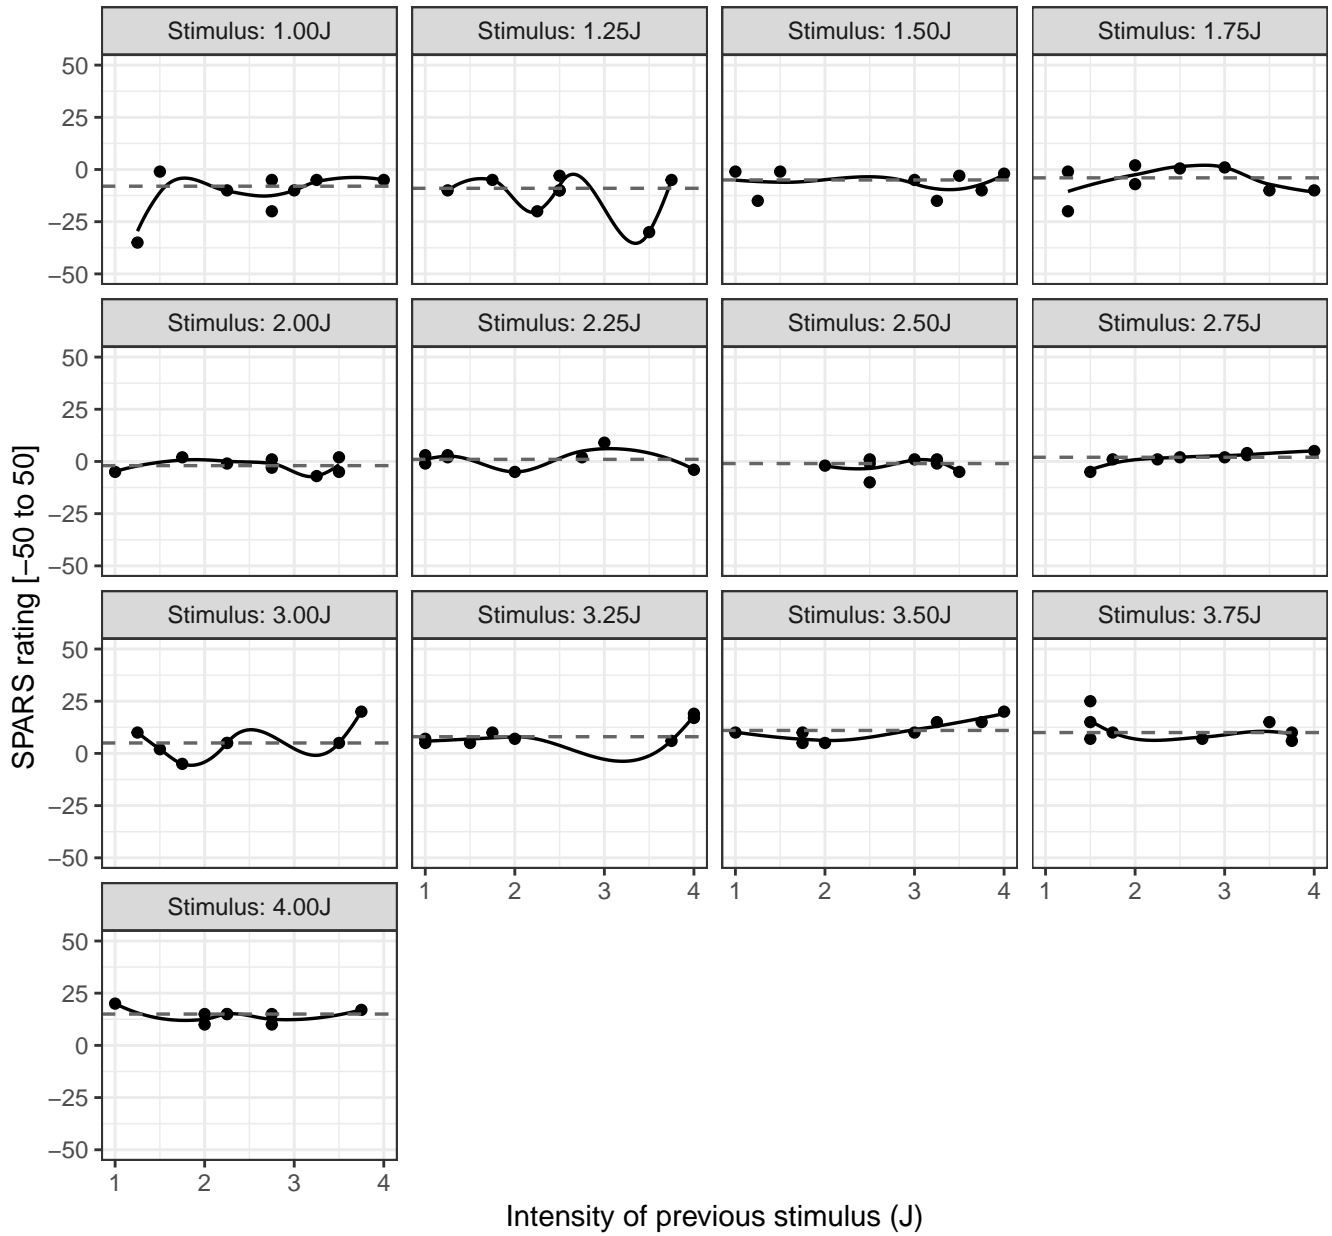 Stimulus: 1.00J
Stimulus: 1.25J
Stimulus: 1.50J
Stimulus: 1.75J
50
25
0
−25
−50
Stimulus: 2.00J
Stimulus: 2.25J
Stimulus: 2.50J
Stimulus: 2.75J
50
25
0
−25
−50
SPARS rating [−50 to 50]
Stimulus: 3.00J
Stimulus: 3.25J
Stimulus: 3.50J
Stimulus: 3.75J
50
25
0
−25
−50
1 2 3 4
1 2 3 4
1 2 3 4
Stimulus: 4.00J
50
25
0
−25
−50
1 2 3 4
Intensity of previous stimulus (J)